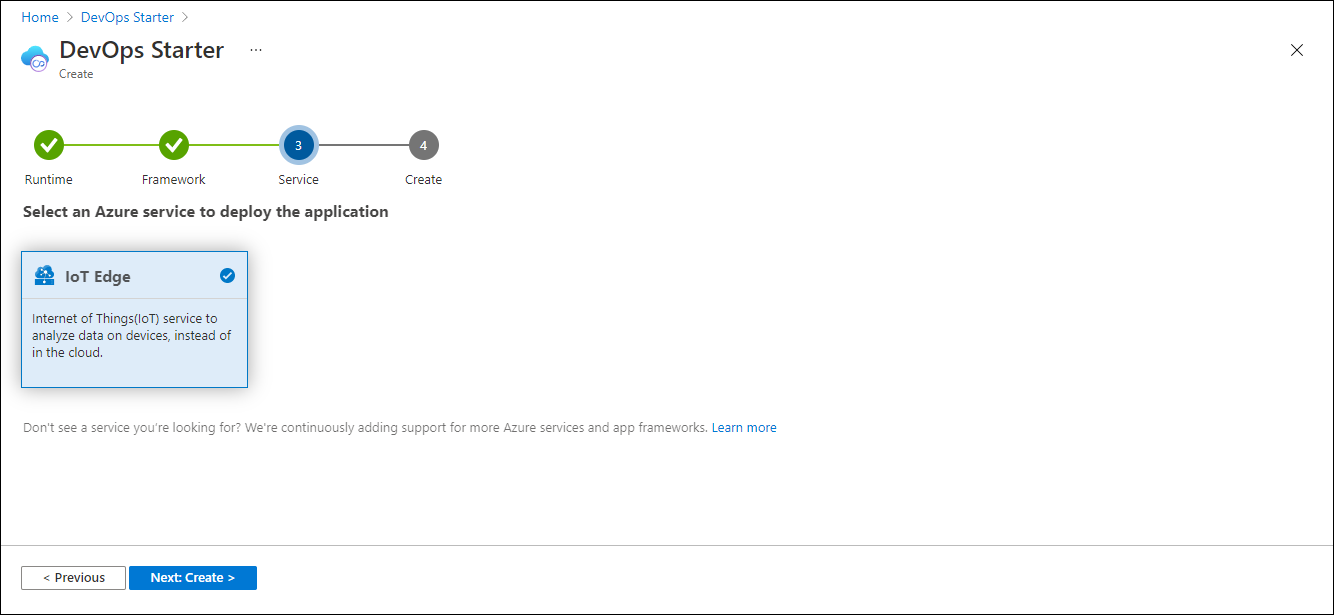 Home > DevOps Starter >
DevOps Starter ...
Create
3
4
Runtime
Framework
Service
Create
Select an Azure service to deploy the application
IoT Edge
Internet of Things(IoT) service to
analyze data on devices, instead of
in the cloud.
Don't see a service you're looking for? We're continuously adding support for more Azure services and app frameworks. Learn more
< Previous
Next: Create >